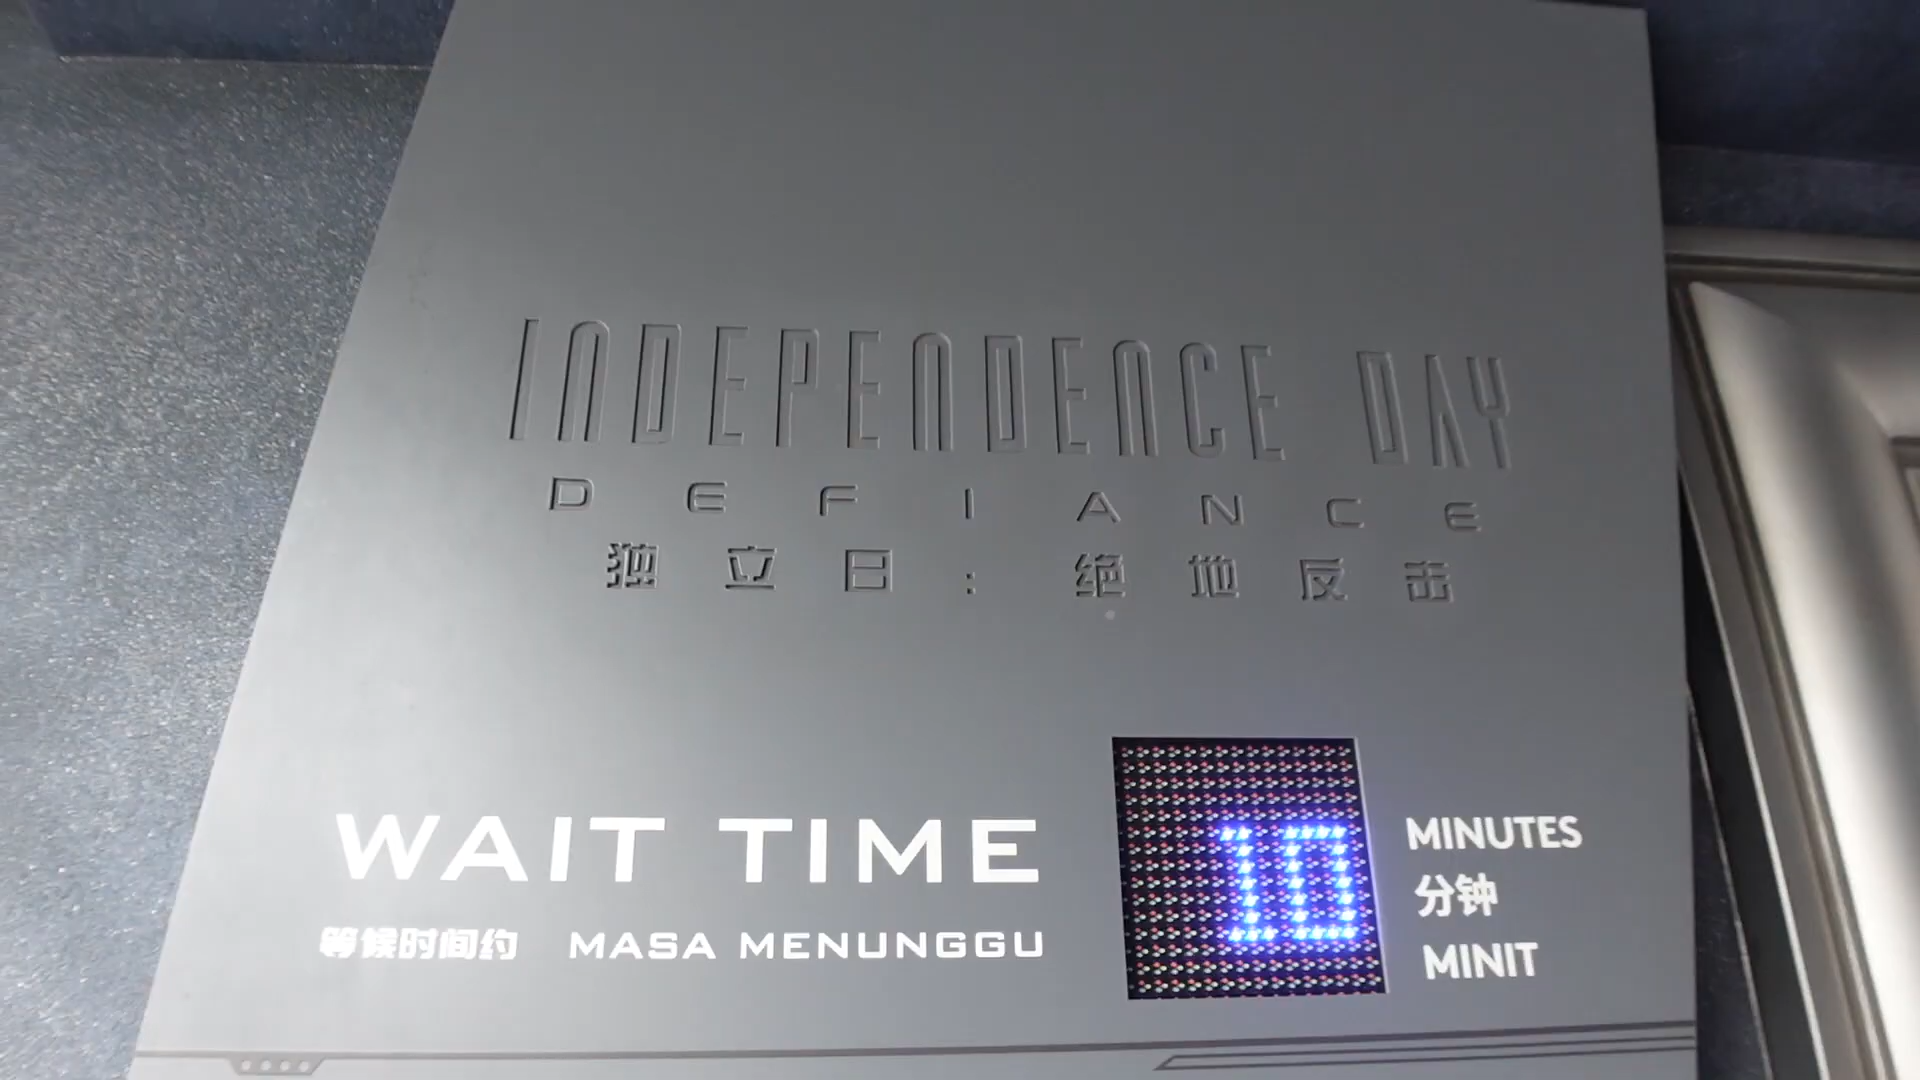 INDEPENDENCE DAY
DEFIANCE
独立日：绝地反击
WAIT TIME
等候时间约 MASA MENUNGGU
10
MINUTES
分钟
MINIT